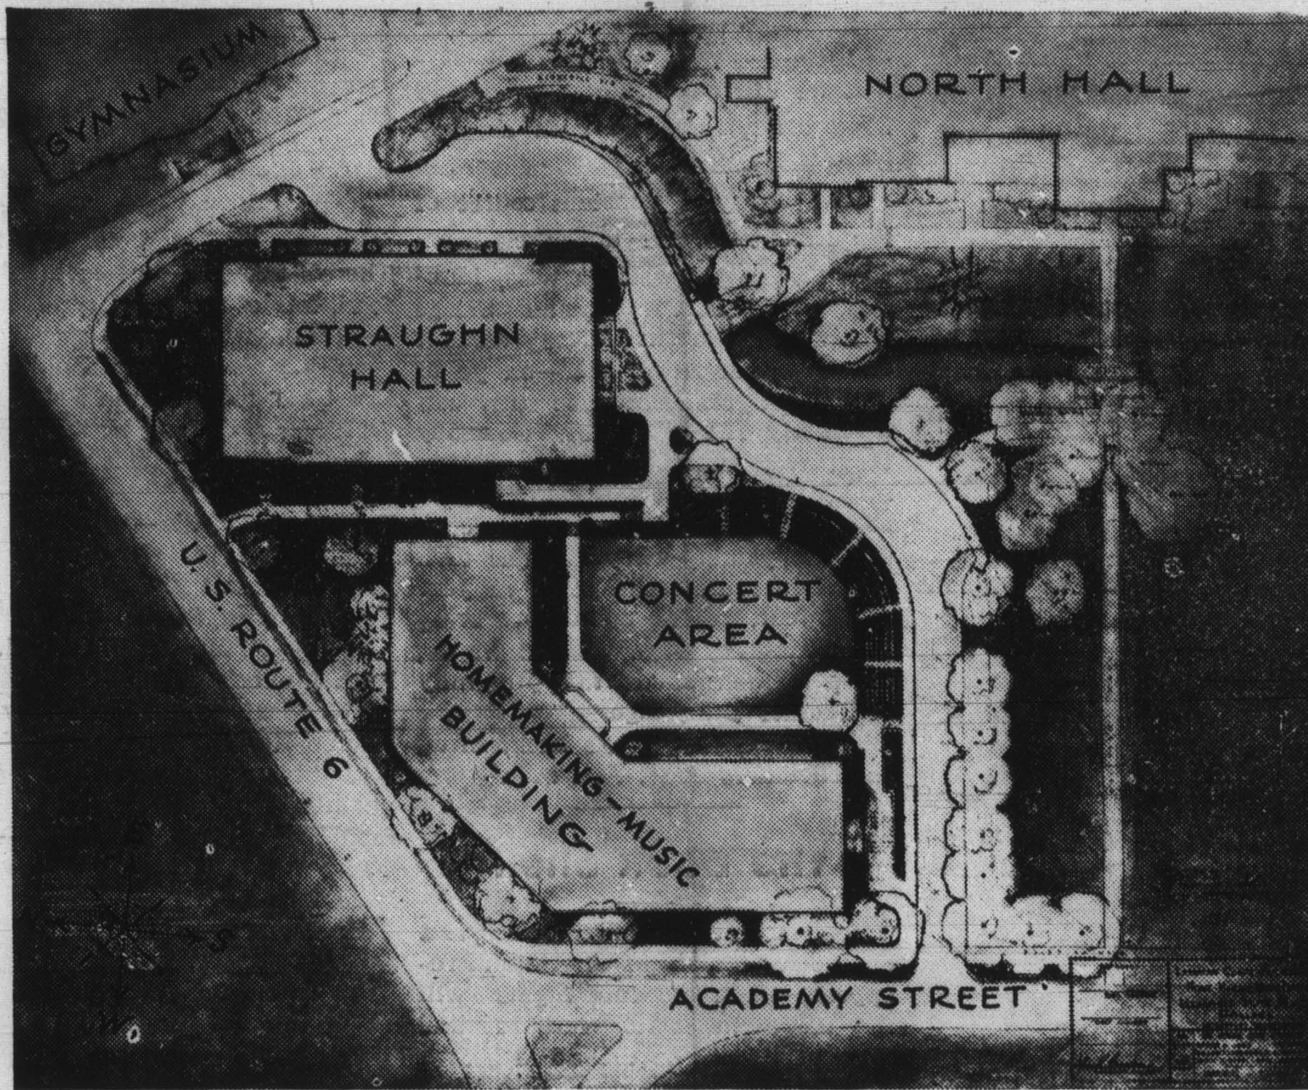 GYMNASIUM
NORTH HALL
STRAUGHN
HALL
CONCERT
AREA
U. S. ROUTE 6
HOMEMAKING-MUSIC
BUILDING
S
W
ACADEMY STREET